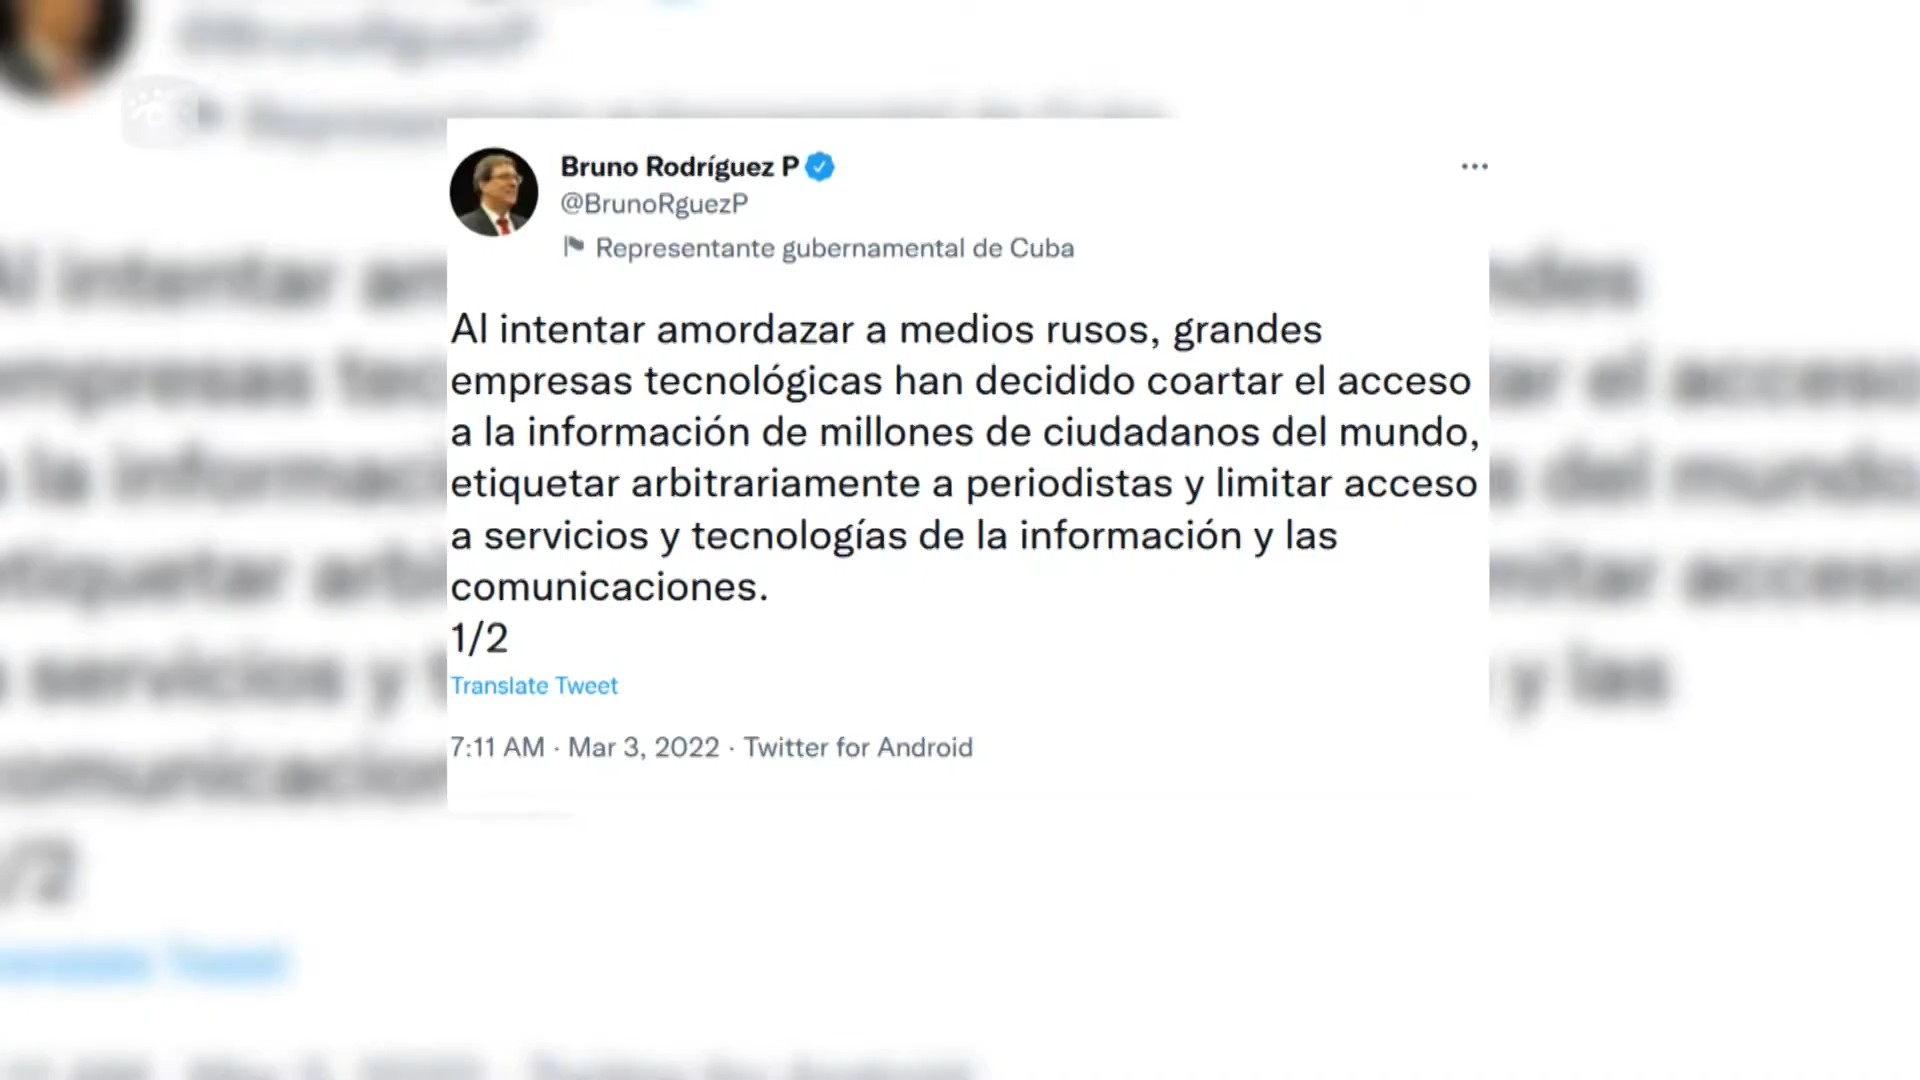 Bruno Rodríguez P
@BrunoRguezP
Representante gubernamental de Cuba
Al intentar amordazar a medios rusos, grandes
empresas tecnológicas han decidido coartar el acceso
a la información de millones de ciudadanos del mundo,
etiquetar arbitrariamente a periodistas y limitar acceso
a servicios y tecnologías de la información y las
comunicaciones.
1/2
Translate Tweet
7:11 AM · Mar 3, 2022 · Twitter for Android